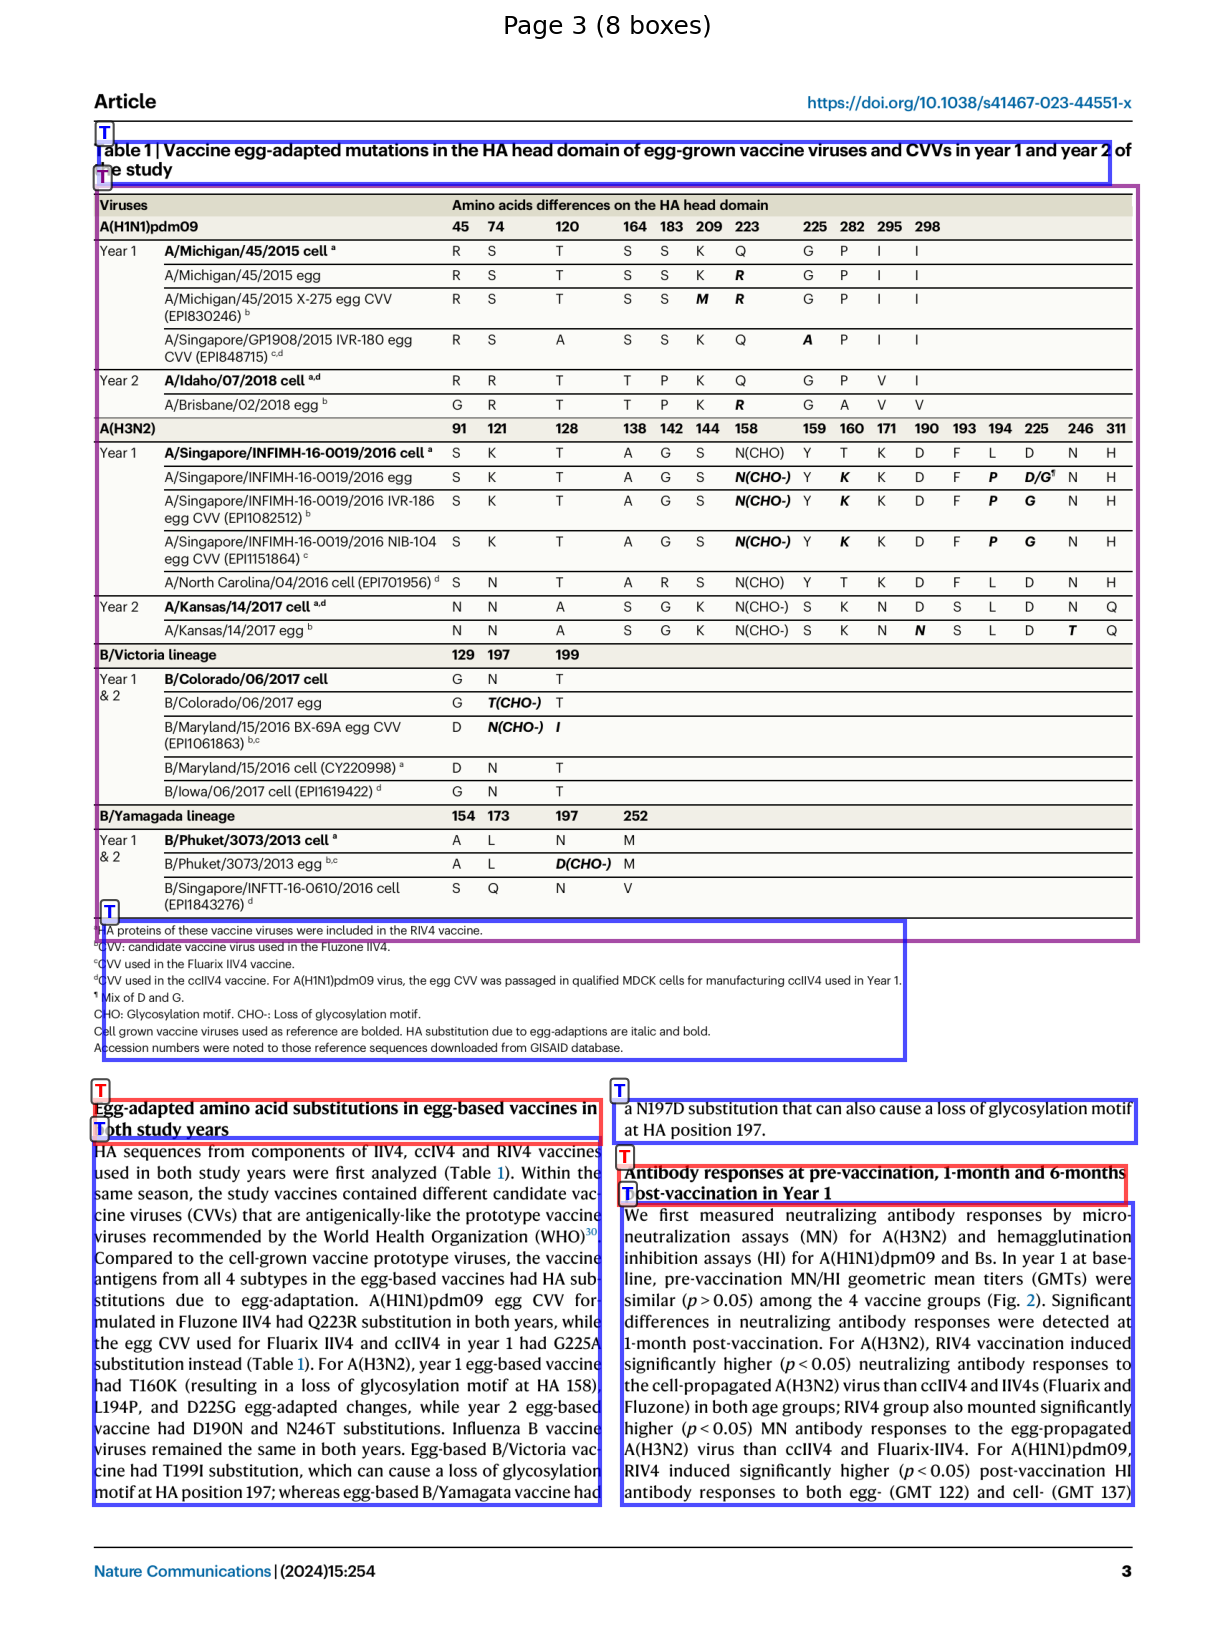 Page 3 (8 boxes)
Article
https://doi.org/10.1038/s41467-023-44551-x
T
Table 1 | Vaccine egg-adapted mutations in the HA head domain of egg-grown vaccine viruses and CVVs in year 1 and year 2 of
T
the study
Viruses Amino acids differences on the HA head domain
A(H1N1)pdm09 45 74 120 164 183 209 223 225 282 295 298
Year 1 A/Michigan/45/2015 cell a R S T S S K Q G P I I
A/Michigan/45/2015 egg R S T S S K R G P I I
A/Michigan/45/2015 X-275 egg CVV R S T S S M R G P I I
(EPI830246) b
A/Singapore/GP1908/2015 IVR-180 egg R S A S S K Q A P I I
CVV (EPI848715) c,d
Year 2 A/Idaho/07/2018 cell a,d R R T T P K Q G P V I
A/Brisbane/02/2018 egg b G R T T P K R G A V V
A(H3N2) 91 121 128 138 142 144 158 159 160 171 190 193 194 225 246 311
Year 1 A/Singapore/INFIMH-16-0019/2016 cell a S K T A G S N(CHO) Y T K D F L D N H
A/Singapore/INFIMH-16-0019/2016 egg S K T A G S N(CHO-) Y K K D F P D/G¶ N H
A/Singapore/INFIMH-16-0019/2016 IVR-186 S K T A G S N(CHO-) Y K K D F P G N H
egg CVV (EPI1082512) b
A/Singapore/INFIMH-16-0019/2016 NIB-104 S K T A G S N(CHO-) Y K K D F P G N H
egg CVV (EPI1151864) c
A/North Carolina/04/2016 cell (EPI701956) d S N T A R S N(CHO) Y T K D F L D N H
Year 2 A/Kansas/14/2017 cell a,d N N A S G K N(CHO-) S K N D S L D N Q
A/Kansas/14/2017 egg b N N A S G K N(CHO-) S K N N S L D T Q
B/Victoria lineage 129 197 199
Year 1 B/Colorado/06/2017 cell G N T
& 2
B/Colorado/06/2017 egg G T(CHO-) T
B/Maryland/15/2016 BX-69A egg CVV D N(CHO-) I
(EPI1061863) b,c
B/Maryland/15/2016 cell (CY220998) a D N T
B/Iowa/06/2017 cell (EPI1619422) d G N T
B/Yamagada lineage 154 173 197 252
Year 1 B/Phuket/3073/2013 cell a A L N M
& 2
B/Phuket/3073/2013 egg b,c A L D(CHO-) M
B/Singapore/INFTT-16-0610/2016 cell S Q N V
(EPI1843276) d
T
aHA proteins of these vaccine viruses were included in the RIV4 vaccine.
bCVV: candidate vaccine virus used in the Fluzone IIV4.
cCVV used in the Fluarix IIV4 vaccine.
dCVV used in the ccIIV4 vaccine. For A(H1N1)pdm09 virus, the egg CVV was passaged in qualified MDCK cells for manufacturing ccIIV4 used in Year 1.
¶ Mix of D and G.
CHO: Glycosylation motif. CHO-: Loss of glycosylation motif.
Cell grown vaccine viruses used as reference are bolded. HA substitution due to egg-adaptions are italic and bold.
Accession numbers were noted to those reference sequences downloaded from GISAID database.
T
Egg-adapted amino acid substitutions in egg-based vaccines in
T
both study years
HA sequences from components of IIV4, ccIV4 and RIV4 vaccines
used in both study years were first analyzed (Table 1). Within the
same season, the study vaccines contained different candidate vac-
cine viruses (CVVs) that are antigenically-like the prototype vaccine
viruses recommended by the World Health Organization (WHO)30.
Compared to the cell-grown vaccine prototype viruses, the vaccine
antigens from all 4 subtypes in the egg-based vaccines had HA sub-
stitutions due to egg-adaptation. A(H1N1)pdm09 egg CVV for-
mulated in Fluzone IIV4 had Q223R substitution in both years, while
the egg CVV used for Fluarix IIV4 and ccIIV4 in year 1 had G225A
substitution instead (Table 1). For A(H3N2), year 1 egg-based vaccine
had T160K (resulting in a loss of glycosylation motif at HA 158),
L194P, and D225G egg-adapted changes, while year 2 egg-based
vaccine had D190N and N246T substitutions. Influenza B vaccine
viruses remained the same in both years. Egg-based B/Victoria vac-
cine had T199I substitution, which can cause a loss of glycosylation
motif at HA position 197; whereas egg-based B/Yamagata vaccine had
T
a N197D substitution that can also cause a loss of glycosylation motif
at HA position 197.
T
Antibody responses at pre-vaccination, 1-month and 6-months
T
post-vaccination in Year 1
We first measured neutralizing antibody responses by micro-
neutralization assays (MN) for A(H3N2) and hemagglutination
inhibition assays (HI) for A(H1N1)dpm09 and Bs. In year 1 at base-
line, pre-vaccination MN/HI geometric mean titers (GMTs) were
similar (p > 0.05) among the 4 vaccine groups (Fig. 2). Significant
differences in neutralizing antibody responses were detected at
1-month post-vaccination. For A(H3N2), RIV4 vaccination induced
significantly higher (p < 0.05) neutralizing antibody responses to
the cell-propagated A(H3N2) virus than ccIIV4 and IIV4s (Fluarix and
Fluzone) in both age groups; RIV4 group also mounted significantly
higher (p < 0.05) MN antibody responses to the egg-propagated
A(H3N2) virus than ccIIV4 and Fluarix-IIV4. For A(H1N1)pdm09,
RIV4 induced significantly higher (p < 0.05) post-vaccination HI
antibody responses to both egg- (GMT 122) and cell- (GMT 137)
Nature Communications | (2024)15:254
3